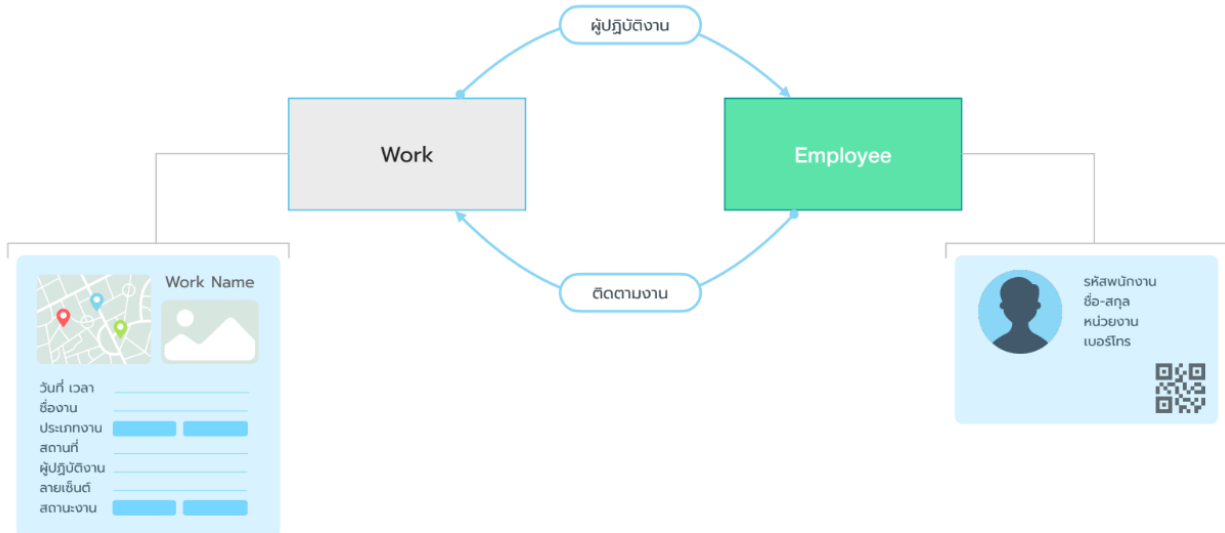 ผู้ปฏิบัติงาน
Work
Employee
ติดตามงาน
Work Name
วันที่ เวลา
ชื่องาน
ประเภทงาน
สถานที่
ผู้ปฏิบัติงาน
ลายเซ็นต์
สถานะงาน
รหัสพนักงาน
ชื่อ-สกุล
หน่วยงาน
เบอร์โทร